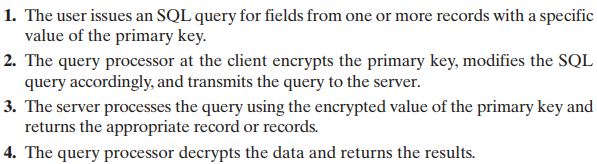 1. The user issues an SQL query for fields from one or more records with a specific
value of the primary key.
2. The query processor at the client encrypts the primary key, modifies the SQL
query accordingly, and transmits the query to the server.
3. The server processes the query using the encrypted value of the primary key and
returns the appropriate record or records.
4. The query processor decrypts the data and returns the results.